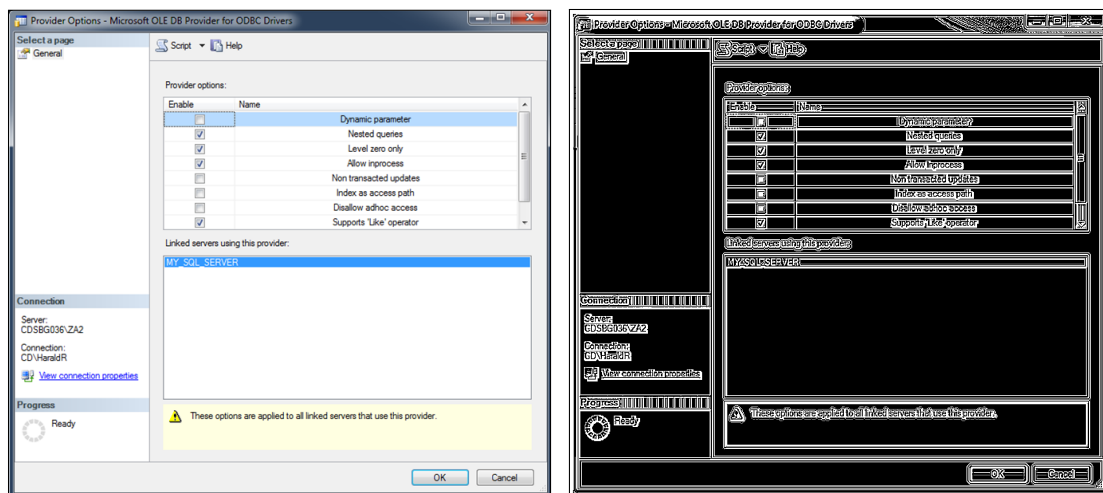 Provider Options - Microsoft OLE DB Provider for ODBC Drivers
Select a page
General
Script Help
Provider options:
Enable Name
Dynamic parameter
Nested queries
Level zero only
Allow inprocess
Non transacted updates
Index as access path
Disallow adhoc access
Supports 'Like' operator
Linked servers using this provider:
MY_SQL_SERVER
Connection
Server:
CDSBG036\ZA2
Connection:
CD\HaraldR
View connection properties
Progress
Ready
These options are applied to all linked servers that use this provider.
OK Cancel
Provider Options - Microsoft OLE DB Provider for ODBC Drivers
Select a page
General
Script Help
Provider options:
Enable Name
Dynamic parameter
Nested queries
Level zero only
Allow inprocess
Non transacted updates
Index as access path
Disallow adhoc access
Supports 'Like' operator
Linked servers using this provider:
MY_SQL_SERVER
Connection
Server:
CDSBG036\ZA2
Connection:
CD\HaraldR
View connection properties
Progress
Ready
These options are applied to all linked servers that use this provider.
OK Cancel